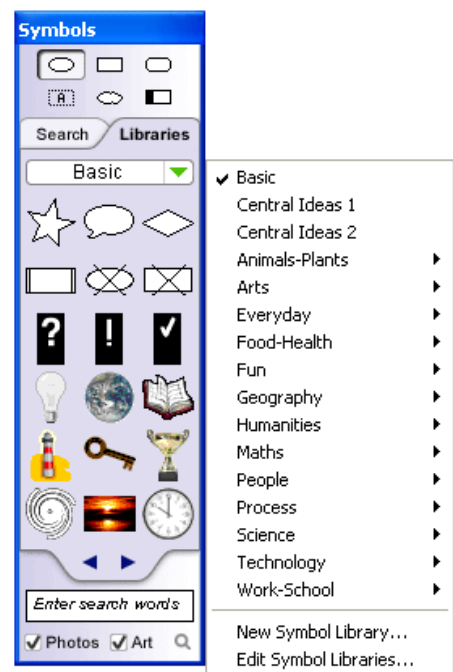 Symbols
A
Search Libraries
Basic
?
!
Enter search words
Photos Art
Basic
Central Ideas 1
Central Ideas 2
Animals-Plants
Arts
Everyday
Food-Health
Fun
Geography
Humanities
Maths
People
Process
Science
Technology
Work-School
New Symbol Library...
Edit Symbol Libraries...